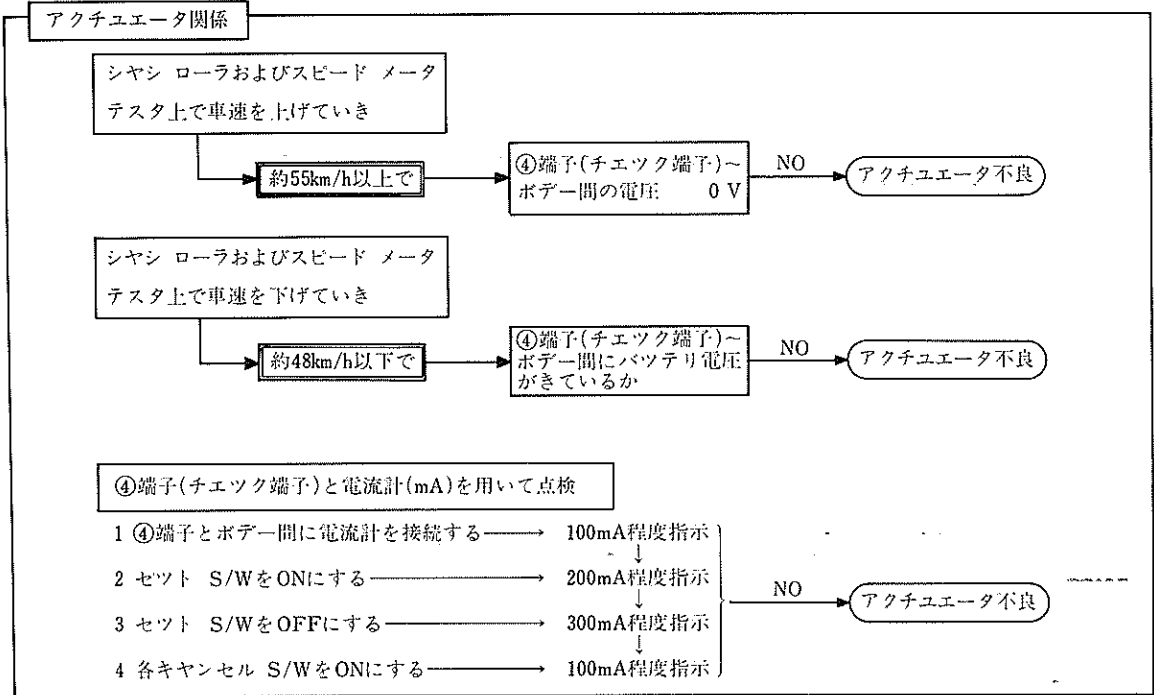 アクチユエータ関係
シヤシ ローラおよびスピード メータ
テスタ上で車速を上げていき
約55km/h以上で
④端子(チエツク端子)~
ボデー間の電圧 0 V
NO
アクチユエータ不良
シヤシ ローラおよびスピード メータ
テスタ上で車速を下げていき
約48km/h以下で
④端子(チエツク端子)~
ボデー間にバツテリ電圧
がきているか
NO
アクチユエータ不良
④端子(チエツク端子)と電流計(mA)を用いて点検
1 ④端子とボデー間に電流計を接続する 100mA程度指示
2 セツト S/WをONにする 200mA程度指示
3 セツト S/WをOFFにする 300mA程度指示
4 各キヤンセル S/WをONにする 100mA程度指示
NO
アクチユエータ不良